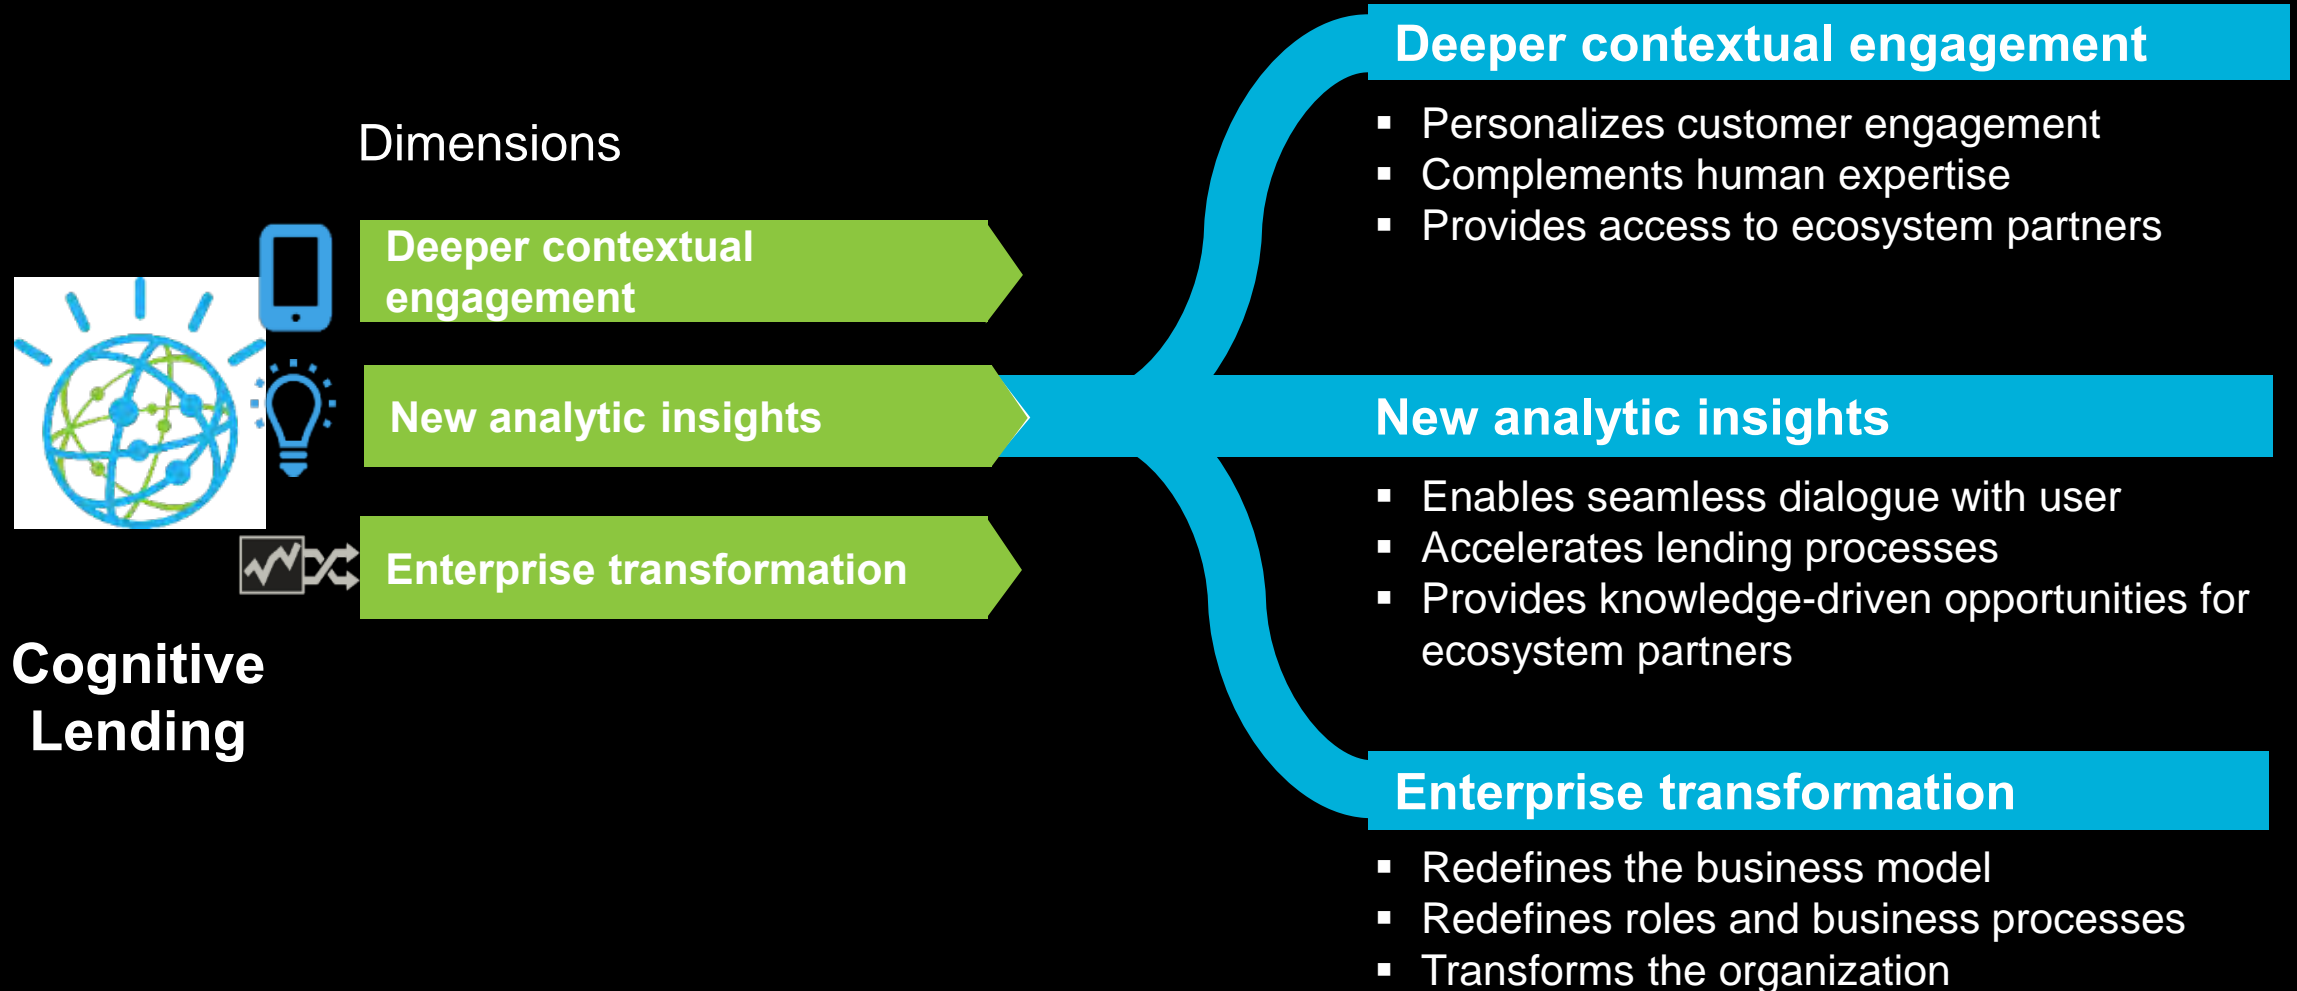 Dimensions
Deeper contextual
engagement
New analytic insights
Enterprise transformation
Cognitive
Lending
Deeper contextual engagement
▪ Personalizes customer engagement
▪ Complements human expertise
▪ Provides access to ecosystem partners
New analytic insights
▪ Enables seamless dialogue with user
▪ Accelerates lending processes
▪ Provides knowledge-driven opportunities for
ecosystem partners
Enterprise transformation
▪ Redefines the business model
▪ Redefines roles and business processes
▪ Transforms the organization